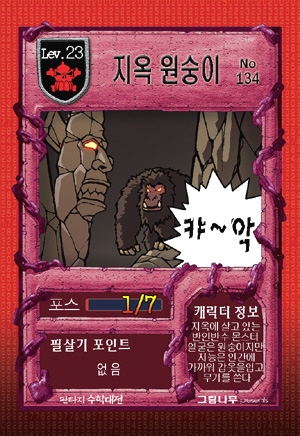 Lev.23
지옥 원숭이
No
134
캬~악
포스 1/7
필살기 포인트
없음
캐릭터 정보
지옥에 살고 있는
반인반수 몬스터
얼굴은 원숭이지만
지능은 인간에
가까워 갑옷을입고
무기를 쓴다
판타지 수학대전
그림나무